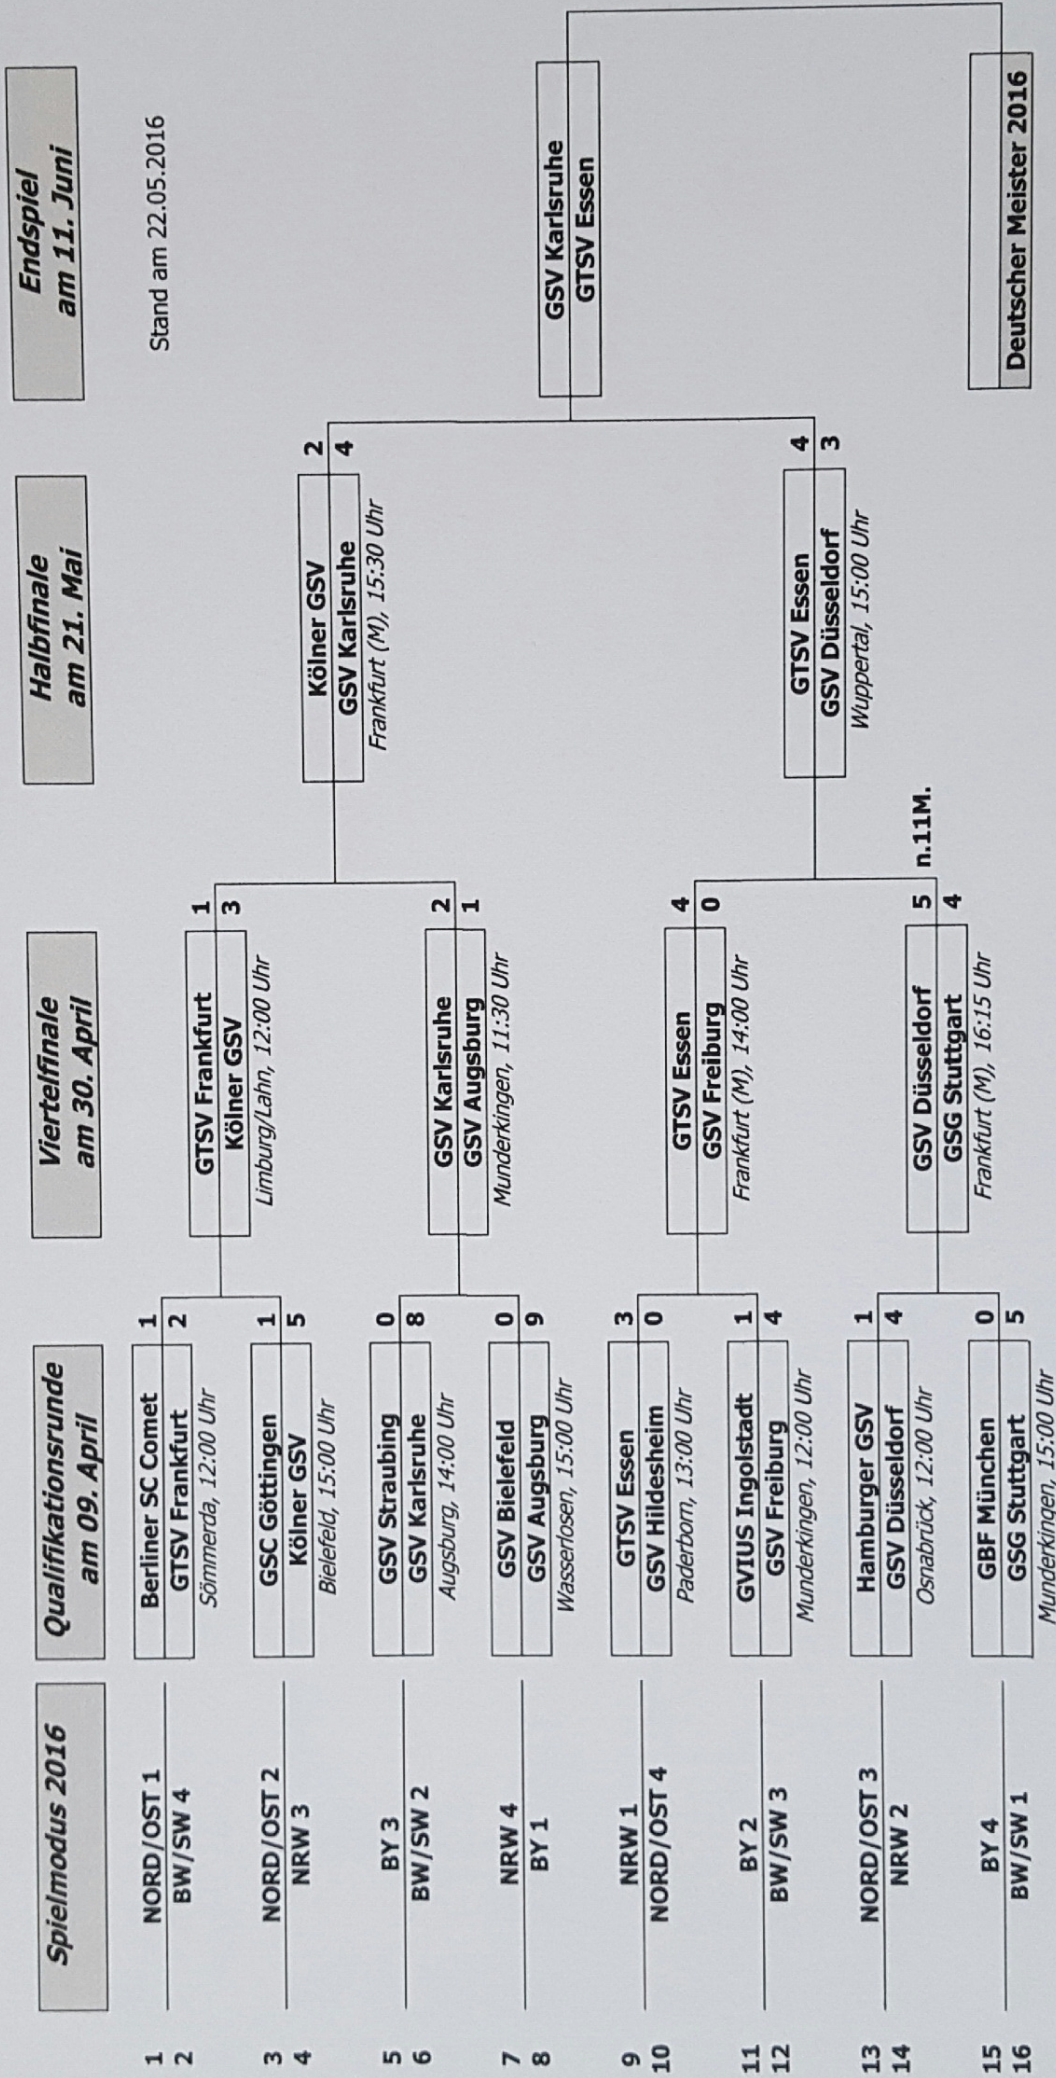 Spielmodus 2016
Qualifikationsrunde
am 09. April
Viertelfinale
am 30. April
Halbfinale
am 21. Mai
Endspiel
am 11. Juni
Stand am 22.05.2016
1 NORD/OST 1
2 BW/SW 4
3 NORD/OST 2
4 NRW 3
5 BY 3
6 BW/SW 2
7 NRW 4
8 BY 1
9 NRW 1
10 NORD/OST 4
11 BY 2
12 BW/SW 3
13 NORD/OST 3
14 NRW 2
15 BY 4
16 BW/SW 1
Berliner SC Comet 1
GTSV Frankfurt 2
Sömmerda, 12:00 Uhr
GSC Göttingen 1
Kölner GSV 5
Bielefeld, 15:00 Uhr
GSV Straubing 0
GSV Karlsruhe 8
Augsburg, 14:00 Uhr
GSV Bielefeld 0
GSV Augsburg 9
Wasserlosen, 15:00 Uhr
GTSV Essen 3
GSV Hildesheim 0
Paderborn, 13:00 Uhr
GVIUS Ingolstadt 1
GSV Freiburg 4
Munderkingen, 12:00 Uhr
Hamburger GSV 1
GSV Düsseldorf 4
Osnabrück, 12:00 Uhr
GBF München 0
GSG Stuttgart 5
Munderkingen, 15:00 Uhr
GTSV Frankfurt 1
Kölner GSV 3
Limburg/Lahn, 12:00 Uhr
GSV Karlsruhe 2
GSV Augsburg 1
Munderkingen, 11:30 Uhr
GTSV Essen 4
GSV Freiburg 0
Frankfurt (M), 14:00 Uhr
GSV Düsseldorf 5 n.11M.
GSG Stuttgart 4
Frankfurt (M), 16:15 Uhr
Kölner GSV 2
GSV Karlsruhe 4
Frankfurt (M), 15:30 Uhr
GTSV Essen 4
GSV Düsseldorf 3
Wuppertal, 15:00 Uhr
GSV Karlsruhe
GTSV Essen
Deutscher Meister 2016